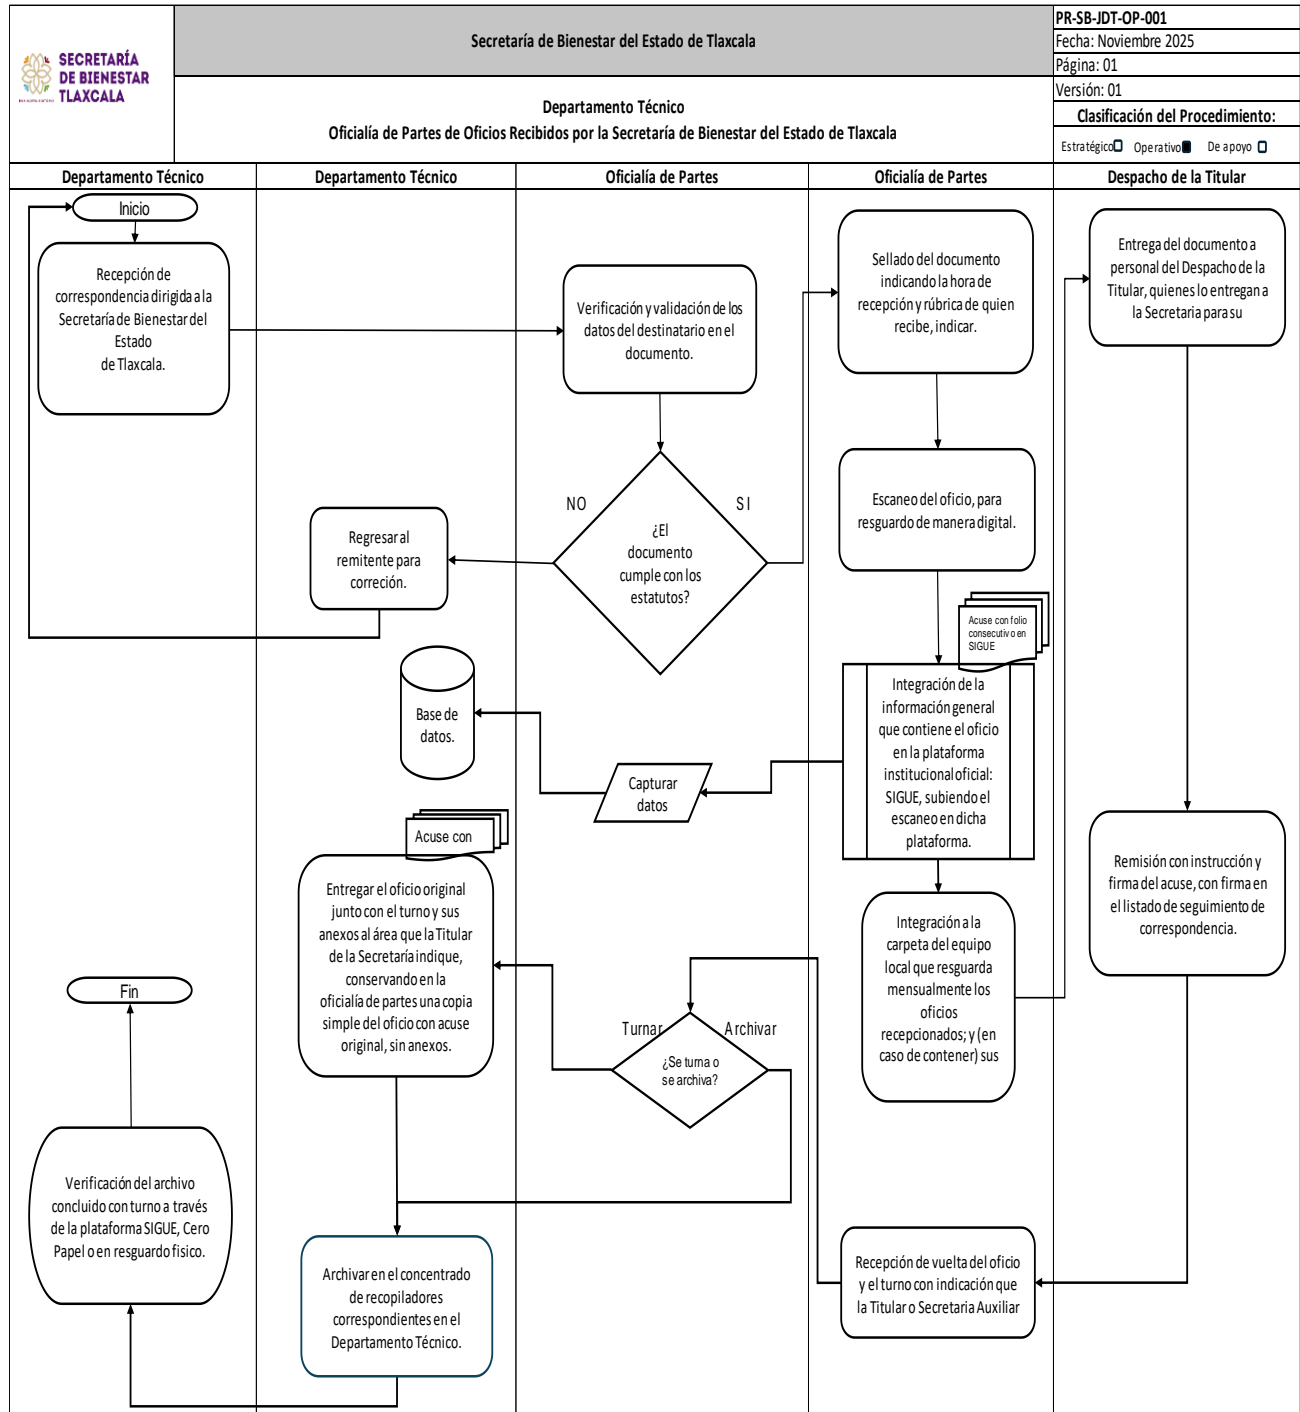 SECRETARÍA
DE BIENESTAR
TLAXCALA
Secretaría de Bienestar del Estado de Tlaxcala
Departamento Técnico
Oficialía de Partes de Oficios Recibidos por la Secretaría de Bienestar del Estado de Tlaxcala
PR-SB-JDT-OP-001
Fecha: Noviembre 2025
Página: 01
Versión: 01
Clasificación del Procedimiento:
Estratégico Operativo De apoyo
Departamento Técnico
Departamento Técnico
Oficialía de Partes
Oficialía de Partes
Despacho de la Titular
Inicio
Recepción de
correspondencia dirigida a la
Secretaría de Bienestar del
Estado
de Tlaxcala.
Verificación y validación de los
datos del destinatario en el
documento.
Sellado del documento
indicando la hora de
recepción y rúbrica de quien
recibe, indicar.
Entrega del documento a
personal del Despacho de la
Titular, quienes lo entregan a
la Secretaria para su
NO
SI
¿El
documento
cumple con los
estatutos?
Regresar al
remitente para
correción.
Escaneo del oficio, para
resguardo de manera digital.
Acuse con folio
consecutivo en
SIGUE
Integración de la
información general
que contiene el oficio
en la plataforma
institucional oficial:
SIGUE, subiendo el
escaneo en dicha
plataforma.
Base de
datos.
Capturar
datos
Acuse con
Entregar el oficio original
junto con el turno y sus
anexos al área que la Titular
de la Secretaría indique,
conservando en la
oficialía de partes una copia
simple del oficio con acuse
original, sin anexos.
Integración a la
carpeta del equipo
local que resguarda
mensualmente los
oficios
recepcionados; y (en
caso de contener) sus
Remisión con instrucción y
firma del acuse, con firma en
el listado de seguimiento de
correspondencia.
Turnar
Archivar
¿Se turna o
se archiva?
Fin
Verificación del archivo
concluido con turno a través
de la plataforma SIGUE, Cero
Papel o en resguardo fisico.
Archivar en el concentrado
de recopiladores
correspondientes en el
Departamento Técnico.
Recepción de vuelta del oficio
y el turno con indicación que
la Titular o Secretaria Auxiliar